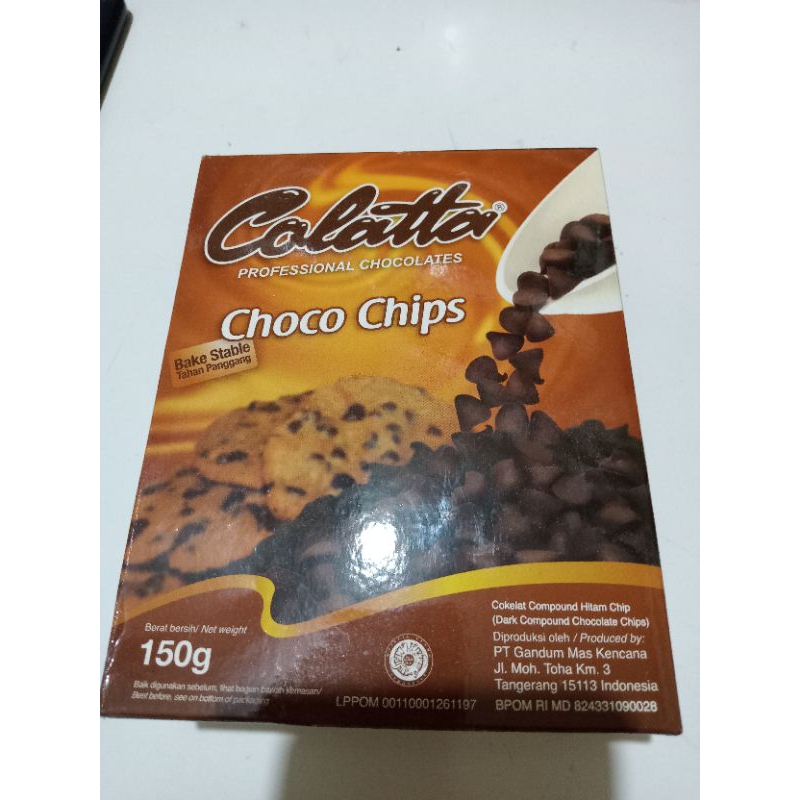 Colatta®
PROFESSIONAL CHOCOLATES
Choco Chips
Bake Stable
Tahan Panggang
Cokelat Compound Hitam Chip
(Dark Compound Chocolate Chips)
Diproduksi oleh / Produced by:
PT Gandum Mas Kencana
Jl. Moh. Toha Km. 3
Tangerang 15113 Indonesia
BPOM RI MD 824331090028
Berat bersih/ Net weight
150g
Baik digunakan sebelum, lihat bagian bawah kemasan/
Best before, see on bottom of packaging
LPPOM 00110001261197